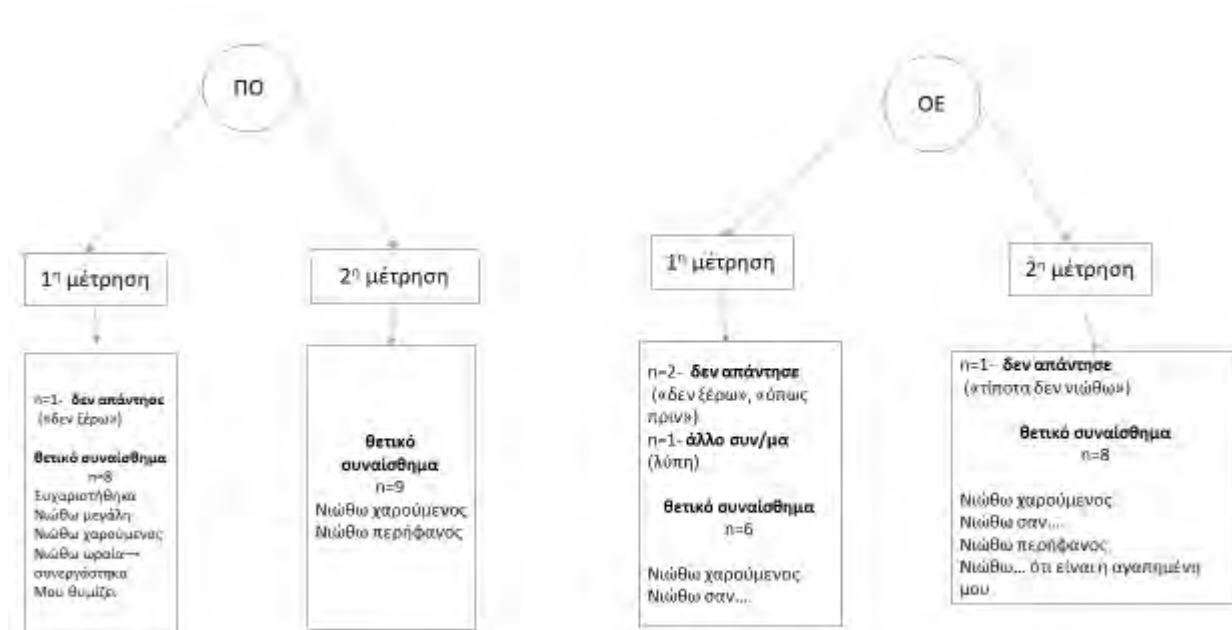 ΠΟ
1η μέτρηση
n=1- δεν απάντησε
(«δεν ξέρω»)
θετικό συναίσθημα
n=8
Ευχαριστήθηκα
Νιώθω μεγάλη
Νιώθω χαρούμενος
Νιώθω ωραία→
συνεργάστηκα
Μου θυμίζει
2η μέτρηση
θετικό
συναίσθημα
n=9
Νιώθω χαρούμενος
Νιώθω περήφανος
ΟΕ
1η μέτρηση
n=2- δεν απάντησε
(«δεν ξέρω», «όπως
πριν»)
n=1- άλλο συν/μα
(λύπη)
θετικό συναίσθημα
n=6
Νιώθω χαρούμενος
Νιώθω σαν....
2η μέτρηση
n=1- δεν απάντησε
(«τίποτα δεν νιώθω»)
θετικό συναίσθημα
n=8
Νιώθω χαρούμενος
Νιώθω σαν....
Νιώθω περήφανος
Νιώθω... ότι είναι η αγαπημένη
μου